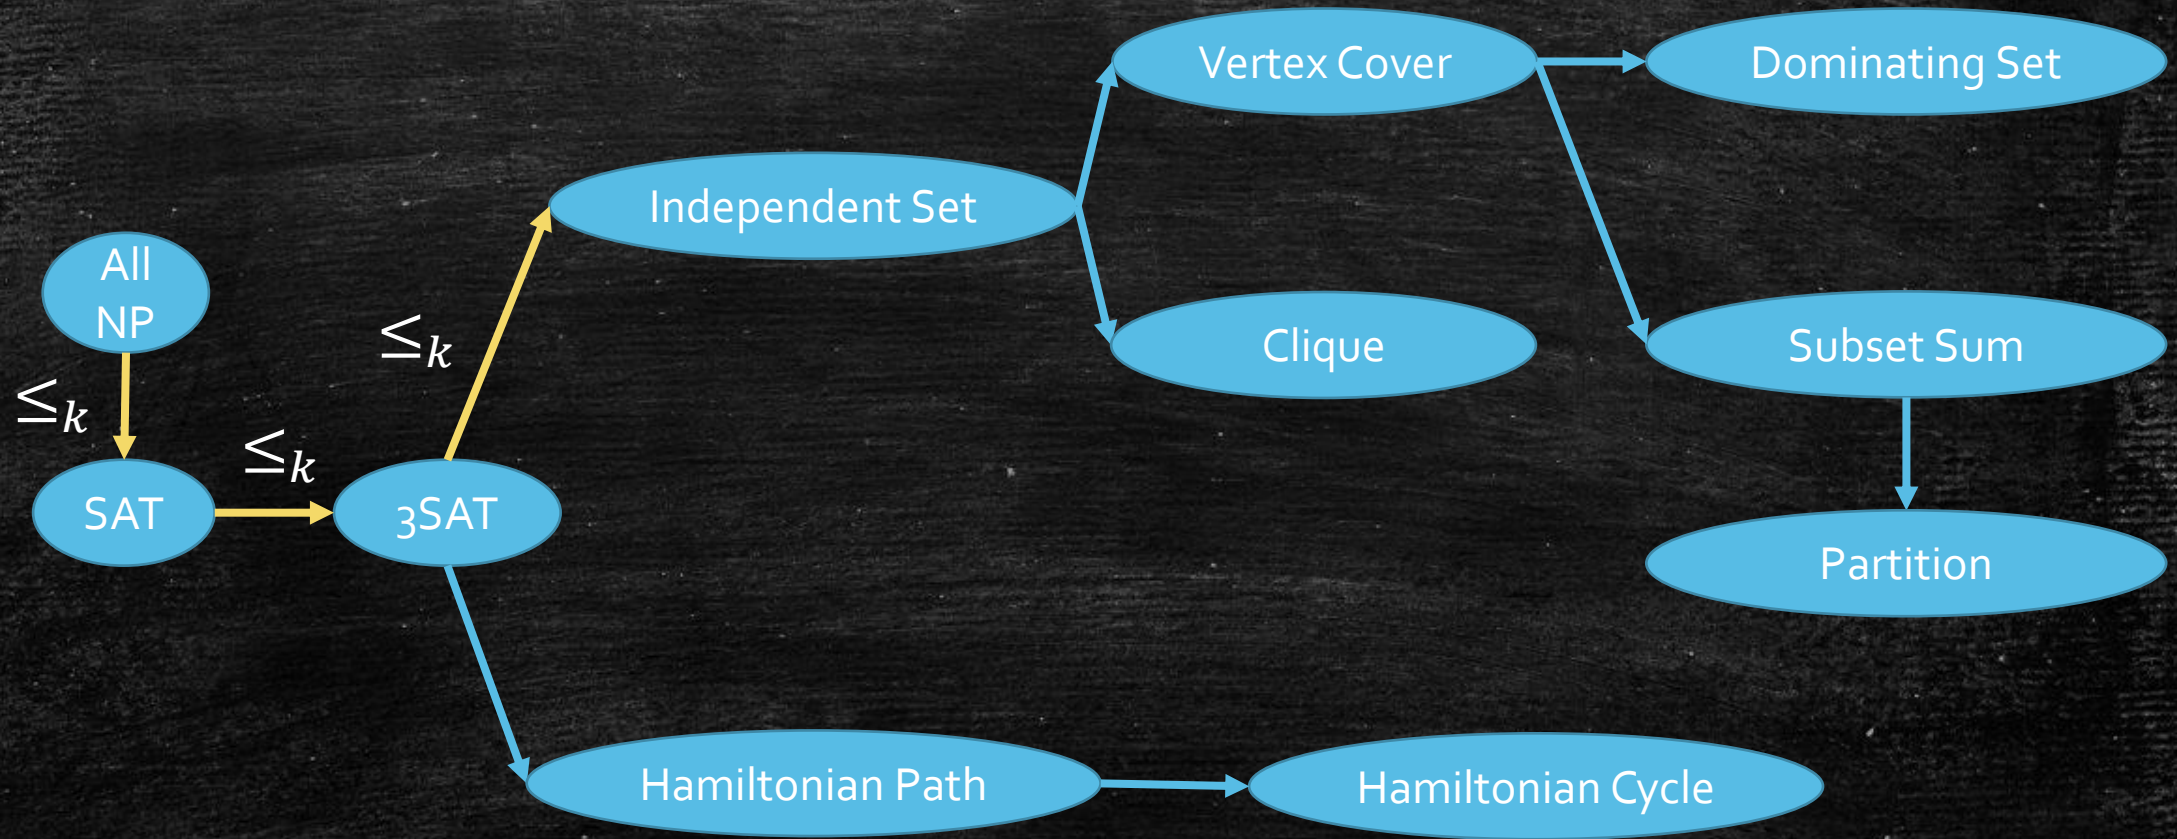 Vertex Cover
Dominating Set
Independent Set
All
NP
≤k
Clique
Subset Sum
≤k
≤k
SAT
3SAT
Partition
Hamiltonian Path
Hamiltonian Cycle